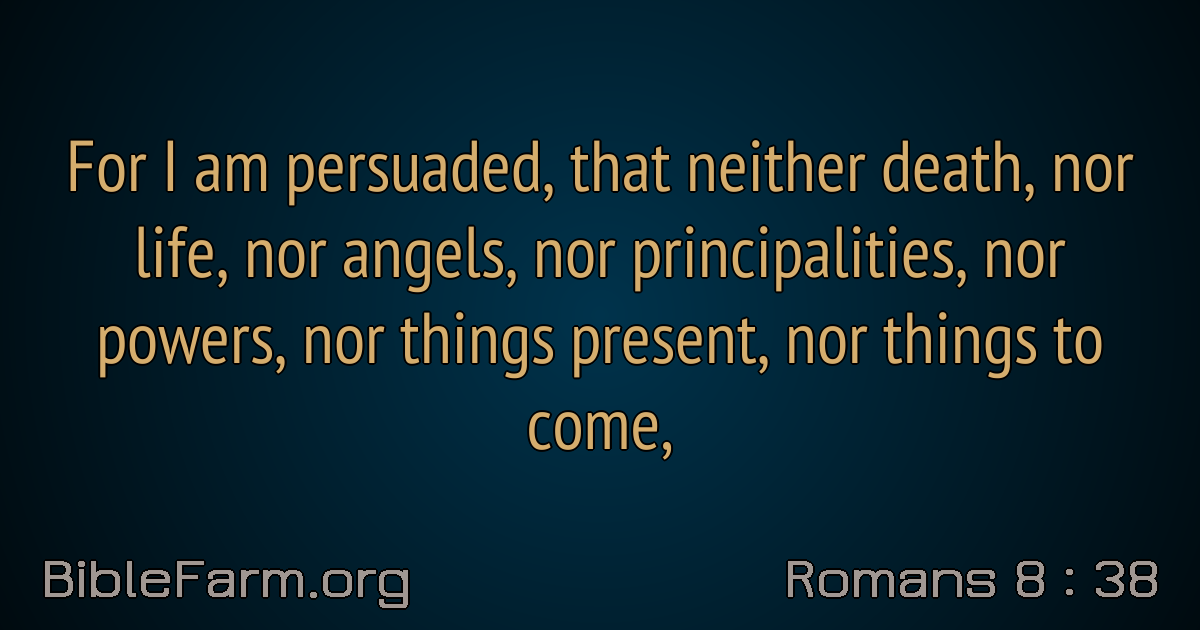 For I am persuaded, that neither death, nor
life, nor angels, nor principalities, nor
powers, nor things present, nor things to
come,
BibleFarm.org
Romans 8 : 38